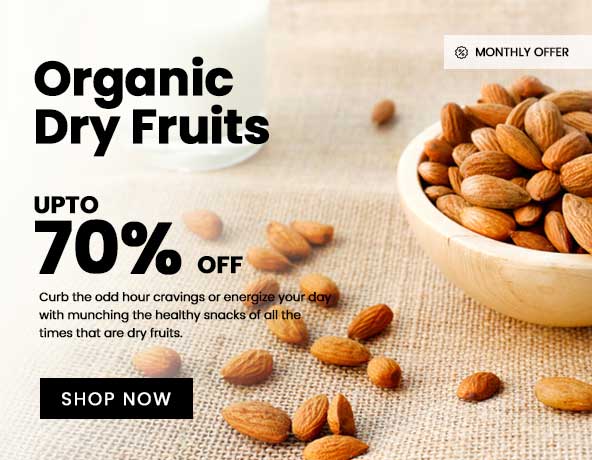 MONTHLY OFFER
Organic
Dry Fruits
UPTO
70% OFF
Curb the odd hour cravings or energize your day
with munching the healthy snacks of all the
times that are dry fruits.
SHOP NOW